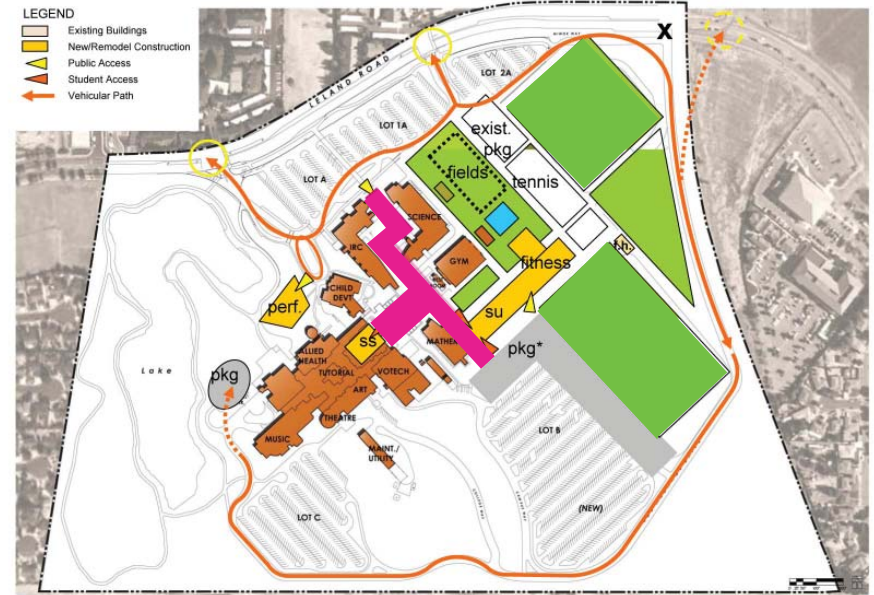 LEGEND
Existing Buildings
New/Remodel Construction
Public Access
Student Access
Vehicular Path
LELAND ROAD
X
LOT 2A
LOT 1A
LOT A
exist.
pkg
fields
tennis
SCIENCE
IRC
GYM
f.h.
fitness
CHILD
DEVT
perf.
su
ss
MATHE
pkg*
ALLIED
HEALTH
TUTORIAL
VOTECH
ART
Lake
pkg
THEATRE
MUSIC
MAINT./
UTILITY
LOT B
LOT C
(NEW)